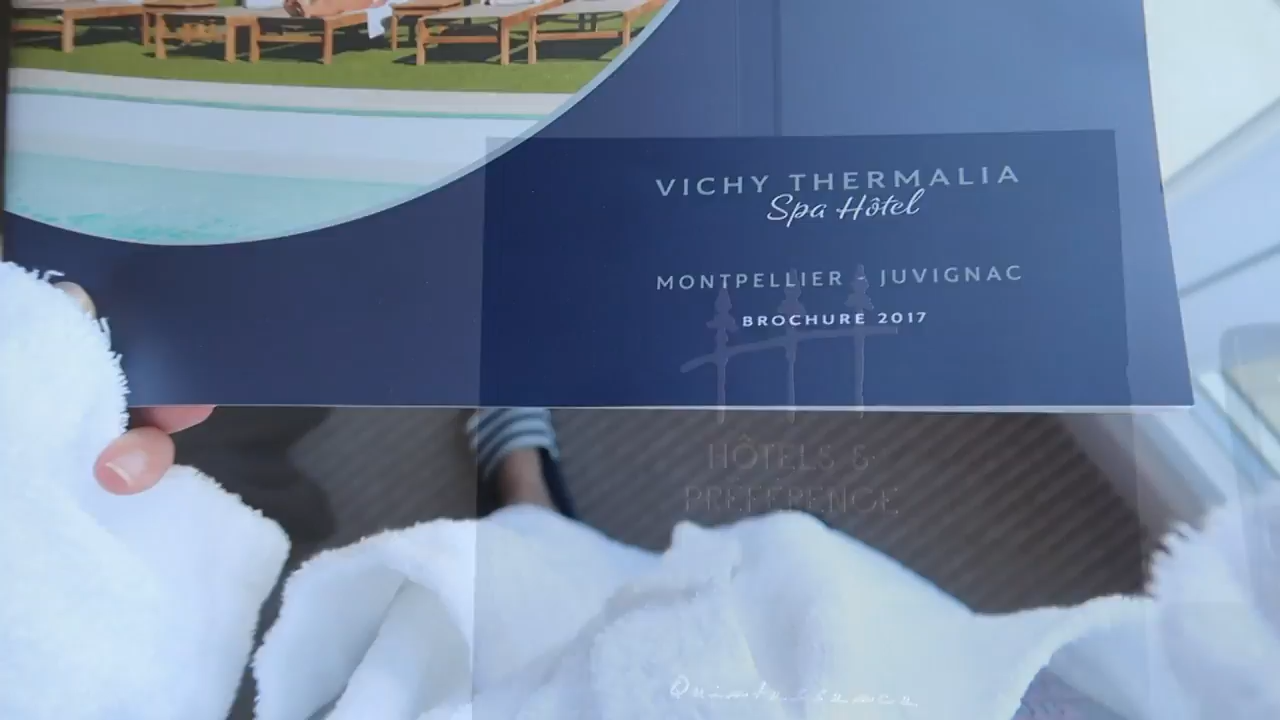 VICHY THERMALIA
Spa Hôtel
MONTPELLIER - JUVIGNAC
BROCHURE 2017
HÔTELS &
PRÉFÉRENCE